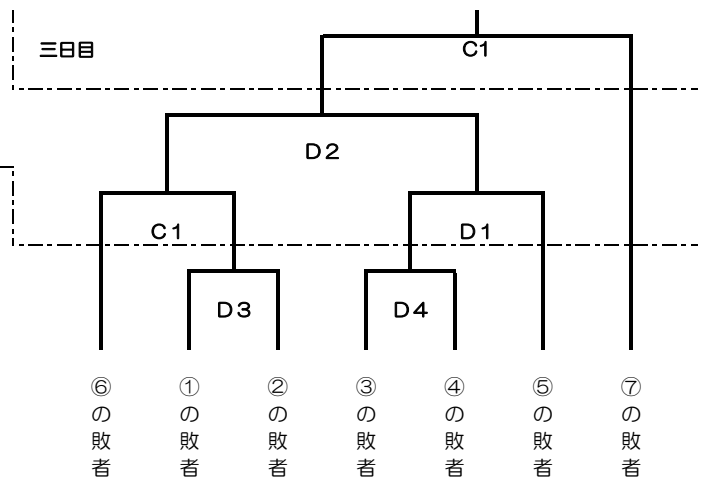 三日目
C1
D2
C1
D1
D3
D4
⑥の敗者
①の敗者
②の敗者
③の敗者
④の敗者
⑤の敗者
⑦の敗者